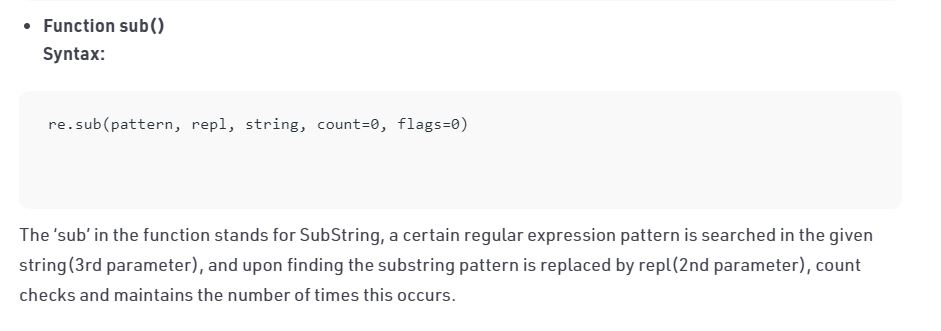 • Function sub()
Syntax:
re.sub(pattern, repl, string, count=0, flags=0)
The ‘sub’ in the function stands for SubString, a certain regular expression pattern is searched in the given
string(3rd parameter), and upon finding the substring pattern is replaced by repl(2nd parameter), count
checks and maintains the number of times this occurs.